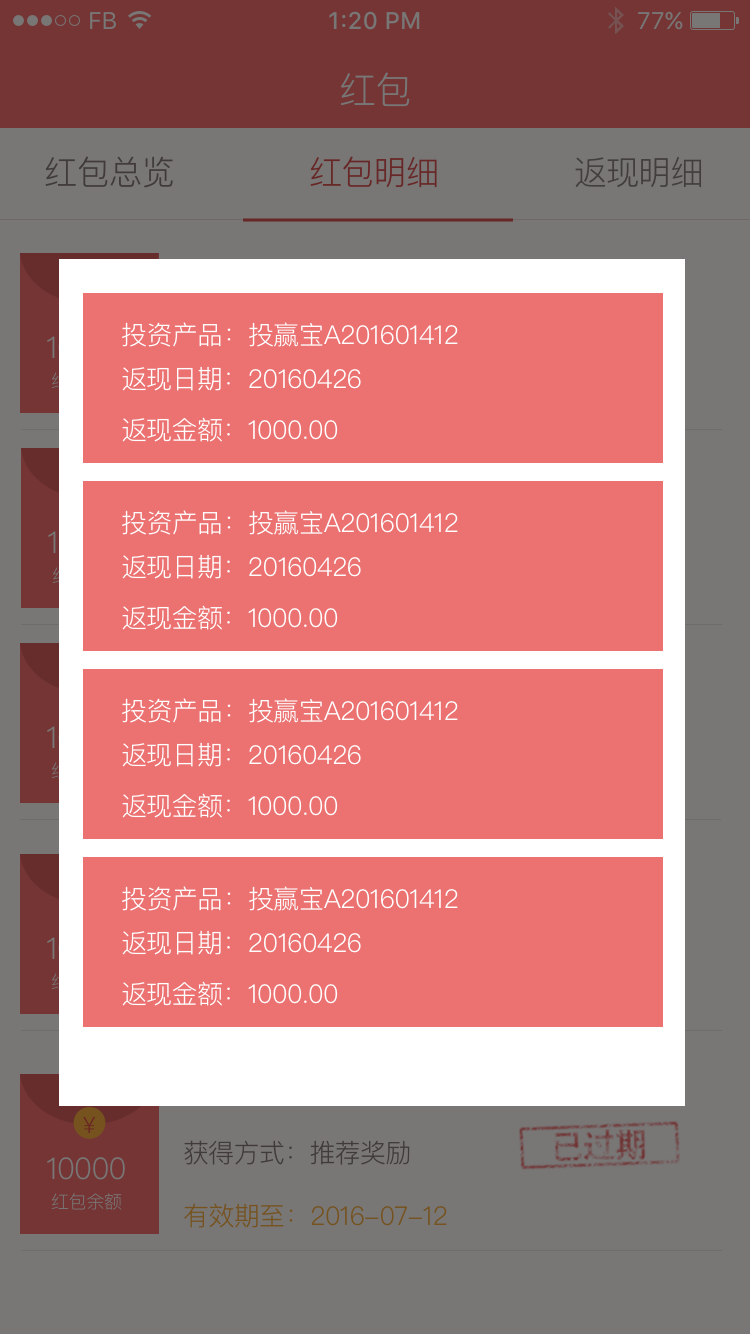 FB
1:20 PM
77%
红包
红包总览
红包明细
返现明细
投资产品：投赢宝A201601412
返现日期：20160426
返现金额：1000.00
投资产品：投赢宝A201601412
返现日期：20160426
返现金额：1000.00
投资产品：投赢宝A201601412
返现日期：20160426
返现金额：1000.00
投资产品：投赢宝A201601412
返现日期：20160426
返现金额：1000.00
¥
10000
红包余额
获得方式：推荐奖励
已过期
有效期至：2016-07-12